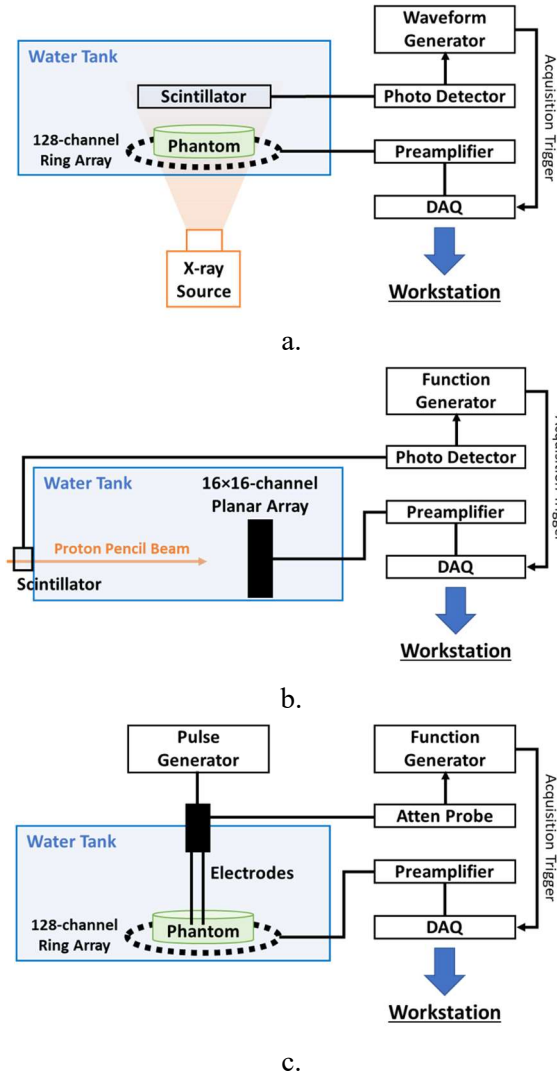 Waveform
Generator
Water Tank
Scintillator
Photo Detector
Acquisition Trigger
128-channel
Ring Array
Phantom
Preamplifier
DAQ
X-ray
Source
Workstation
a.
Function
Generator
Photo Detector
Water Tank
16×16-channel
Planar Array
Preamplifier
Proton Pencil Beam
Scintillator
DAQ
Acquisition Trigger
Workstation
b.
Pulse
Generator
Function
Generator
Atten Probe
Acquisition Trigger
Water Tank
Electrodes
Preamplifier
128-channel
Ring Array
Phantom
DAQ
Workstation
c.